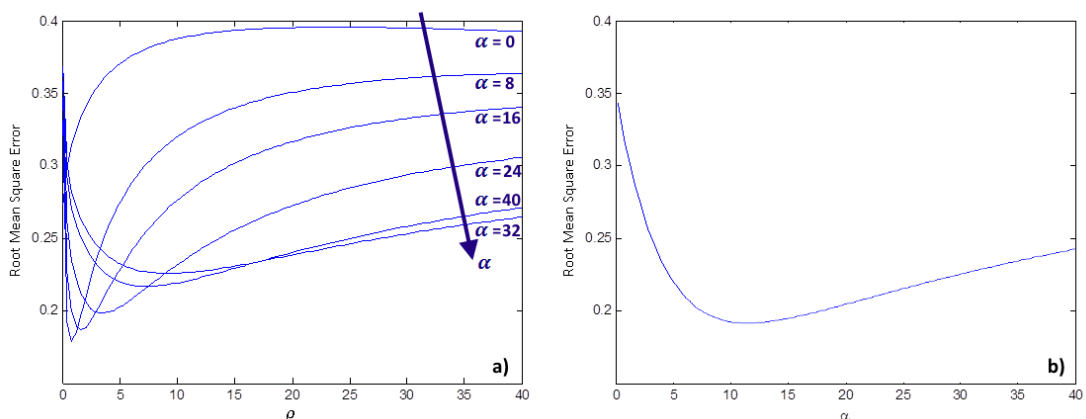 0.4
0.35
0.3
0.25
0.2
Root Mean Square Error
0 5 10 15 20 25 30 35 40
ρ
α = 0
α = 8
α =16
α =24
α =40
α = 32
α
a)
0.4
0.35
0.3
0.25
0.2
Root Mean Square Error
0 5 10 15 20 25 30 35 40
α
b)